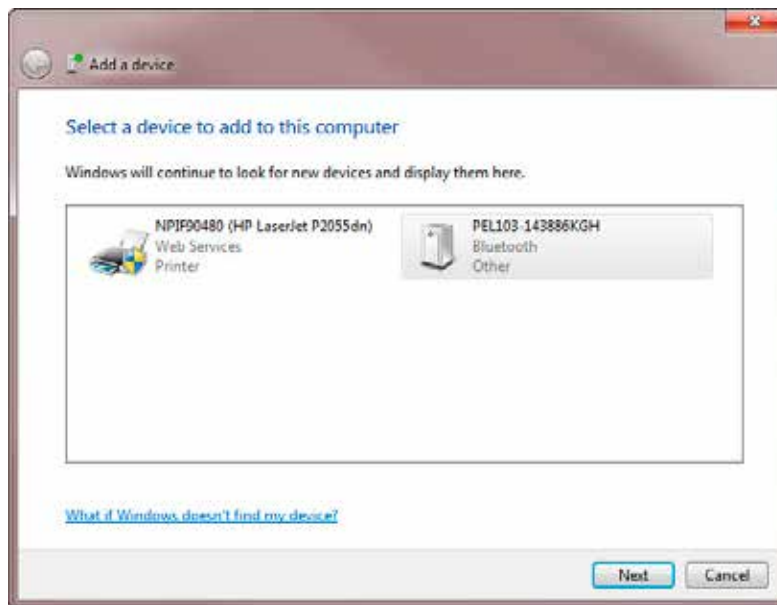 Add a device
Select a device to add to this computer
Windows will continue to look for new devices and display them here.
NPIF90480 (HP LaserJet P2055dn)
Web Services
Printer
PEL103-143886KGH
Bluetooth
Other
What if Windows doesn't find my device?
Next
Cancel